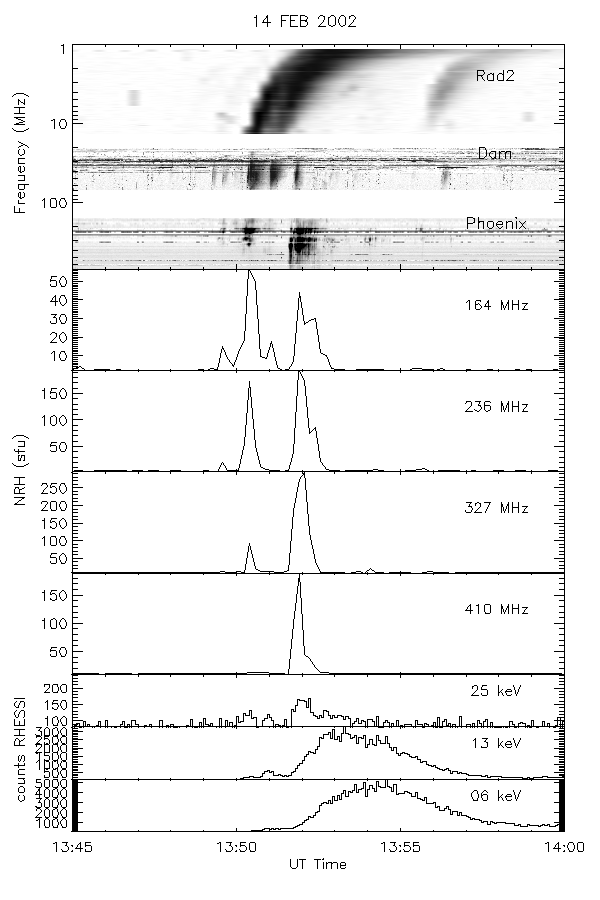 14 FEB 2002
1
Rad2
10
Dam
100
Phoenix
Frequency (MHz)
50
40
30
20
10
164 MHz
150
100
50
236 MHz
NRH (sfu)
250
200
150
100
50
327 MHz
150
100
50
410 MHz
200
150
100
25 keV
3000
2500
2000
1500
1000
500
13 keV
5000
4000
3000
2000
1000
06 keV
counts RHESSI
13:45 13:50 13:55 14:00
UT Time